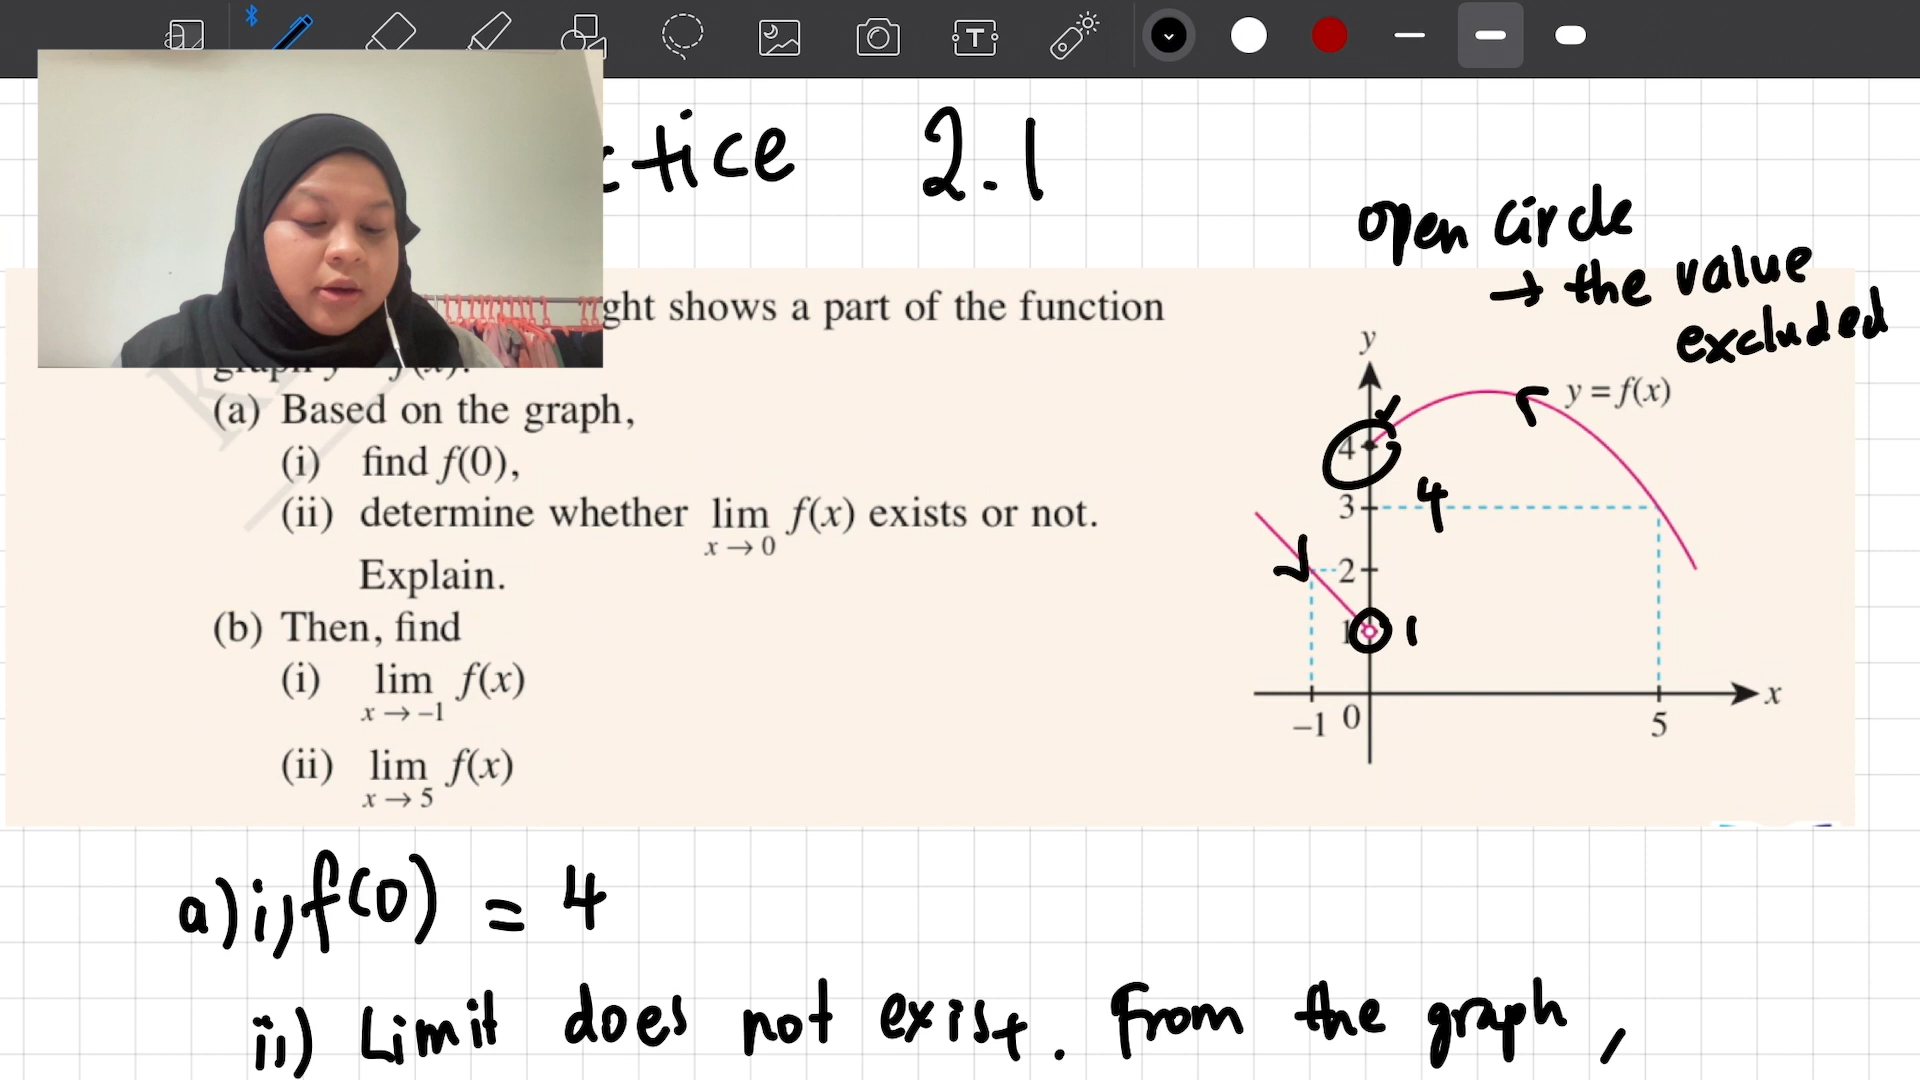 2.1
open circle
→ the value
excluded
shows a part of the function
(a) Based on the graph,
(i) find f(0),
(ii) determine whether lim f(x) exists or not.
x → 0
Explain.
(b) Then, find
(i) lim f(x)
x → −1
(ii) lim f(x)
x → 5
y
y = f(x)
4
3
4
2
1
1
x
−1 0 5
a) i) f(0) = 4
ii) Limit does not exist. From the graph,